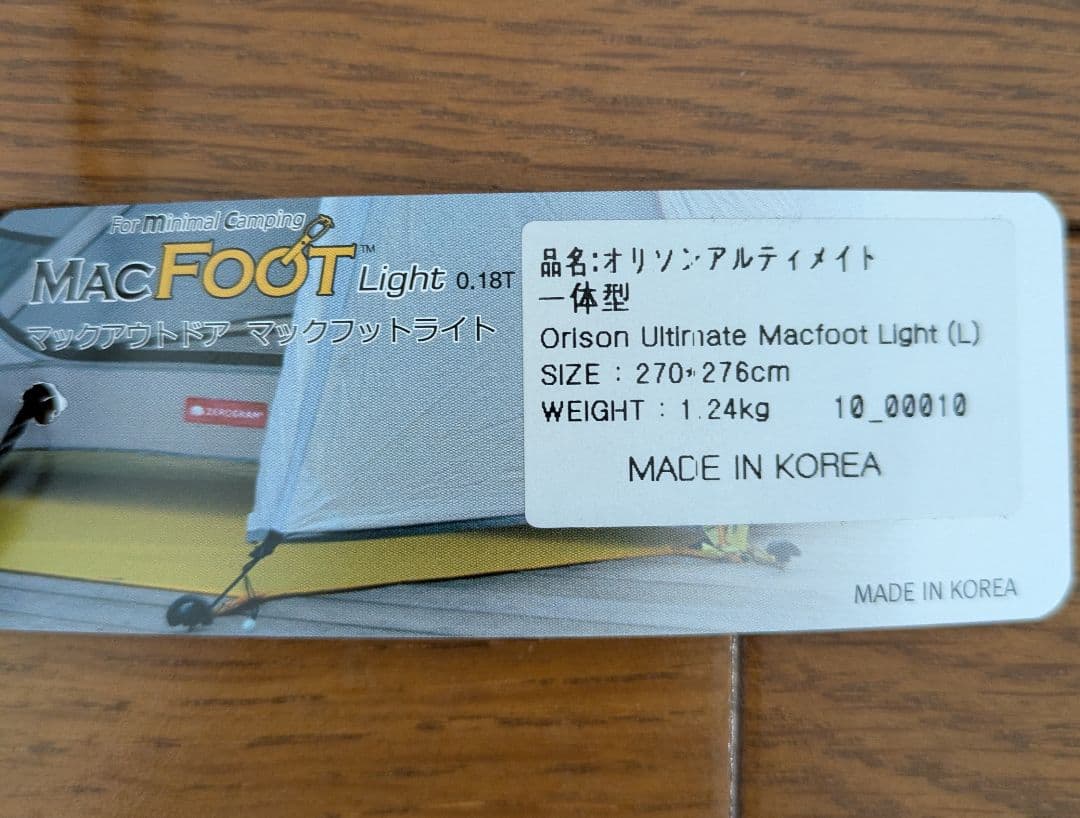 For minimal Camping
MACFOOT™ Light 0.18T
マックアウトドア マックフットライト
ZEROGRAM
品名:オリソンアルティメイト
一体型
Orison Ultimate Macfoot Light (L)
SIZE : 270*276cm
WEIGHT : 1.24kg 10_00010
MADE IN KOREA
MADE IN KOREA